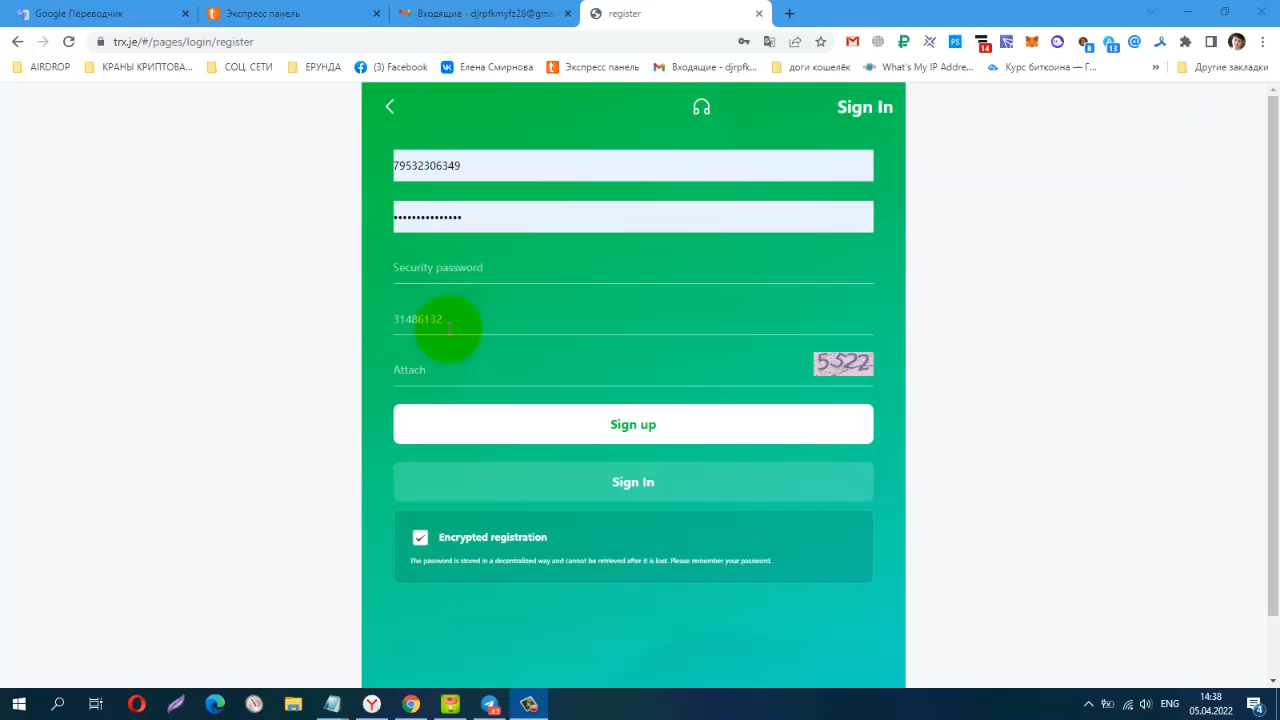 Google Переводчик
Экспресс панель
Входящие - djrpfkmyfz28@gma
register
trx.je/#/pages/login/register
AIRDROP
КРАНЫ КРИПТОВА...
СОЦ. СЕТИ
ЕРУНДА
(3) Facebook
Елена Смирнова
Экспресс панель
Входящие - djrpfk...
доги кошелёк
What's My IP Addre...
Курс биткоина — Г...
»
Другие закладки
Sign In
79532306349
Security password
31486132
Attach
5522
Sign up
Sign In
Encrypted registration
The password is stored in a decentralized way and cannot be retrieved after it is lost. Please remember your password.
ENG
14:38
05.04.2022